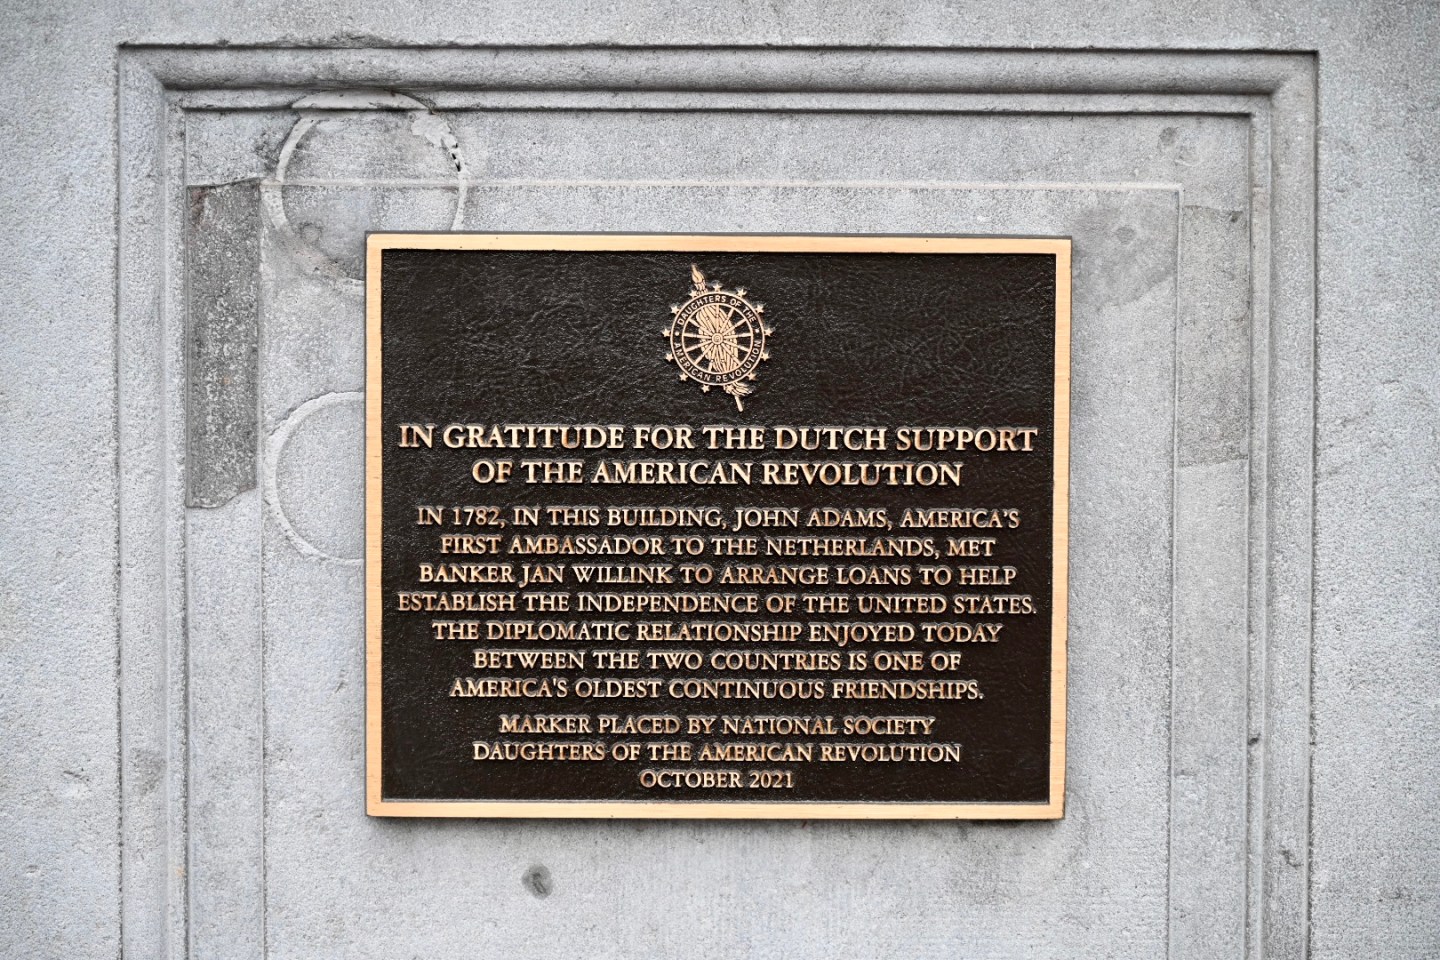 DAUGHTERS OF THE
AMERICAN REVOLUTION
IN GRATITUDE FOR THE DUTCH SUPPORT
OF THE AMERICAN REVOLUTION
IN 1782, IN THIS BUILDING, JOHN ADAMS, AMERICA'S
FIRST AMBASSADOR TO THE NETHERLANDS, MET
BANKER JAN WILLINK TO ARRANGE LOANS TO HELP
ESTABLISH THE INDEPENDENCE OF THE UNITED STATES.
THE DIPLOMATIC RELATIONSHIP ENJOYED TODAY
BETWEEN THE TWO COUNTRIES IS ONE OF
AMERICA'S OLDEST CONTINUOUS FRIENDSHIPS.
MARKER PLACED BY NATIONAL SOCIETY
DAUGHTERS OF THE AMERICAN REVOLUTION
OCTOBER 2021